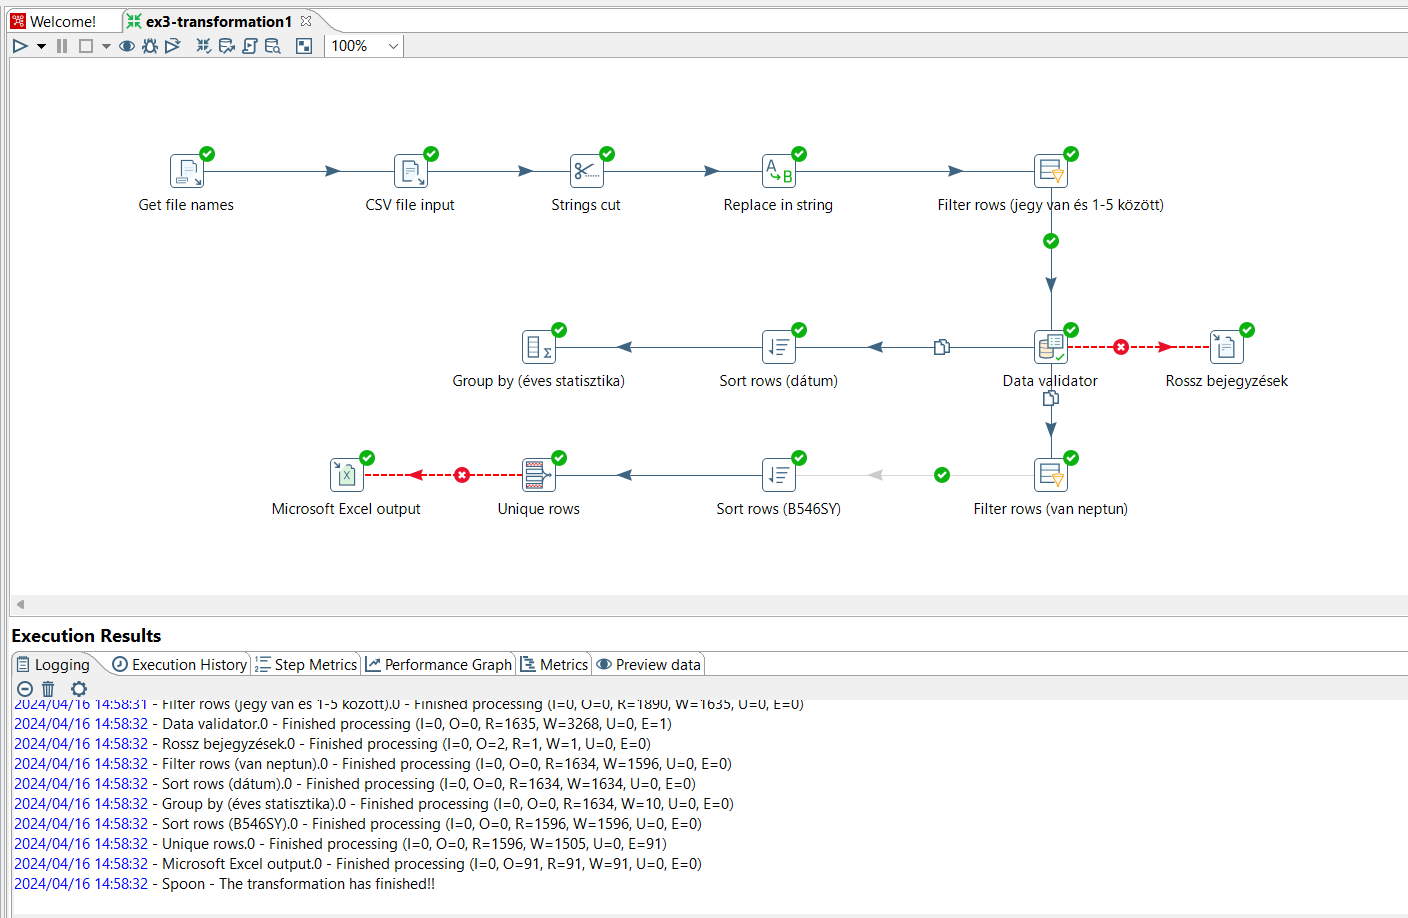 Welcome!
ex3-transformation1
100%
Get file names
CSV file input
Strings cut
Replace in string
Filter rows (jegy van és 1-5 között)
Group by (éves statisztika)
Sort rows (dátum)
Data validator
Rossz bejegyzések
Microsoft Excel output
Unique rows
Sort rows (B546SY)
Filter rows (van neptun)
Execution Results
Logging
Execution History
Step Metrics
Performance Graph
Metrics
Preview data
2024/04/16 14:58:31 - Filter rows (jegy van és 1-5 között).0 - Finished processing (I=0, O=0, R=1890, W=1635, U=0, E=0)
2024/04/16 14:58:32 - Data validator.0 - Finished processing (I=0, O=0, R=1635, W=3268, U=0, E=1)
2024/04/16 14:58:32 - Rossz bejegyzések.0 - Finished processing (I=0, O=2, R=1, W=1, U=0, E=0)
2024/04/16 14:58:32 - Filter rows (van neptun).0 - Finished processing (I=0, O=0, R=1634, W=1596, U=0, E=0)
2024/04/16 14:58:32 - Sort rows (dátum).0 - Finished processing (I=0, O=0, R=1634, W=1634, U=0, E=0)
2024/04/16 14:58:32 - Group by (éves statisztika).0 - Finished processing (I=0, O=0, R=1634, W=10, U=0, E=0)
2024/04/16 14:58:32 - Sort rows (B546SY).0 - Finished processing (I=0, O=0, R=1596, W=1596, U=0, E=0)
2024/04/16 14:58:32 - Unique rows.0 - Finished processing (I=0, O=0, R=1596, W=1505, U=0, E=91)
2024/04/16 14:58:32 - Microsoft Excel output.0 - Finished processing (I=0, O=91, R=91, W=91, U=0, E=0)
2024/04/16 14:58:32 - Spoon - The transformation has finished!!